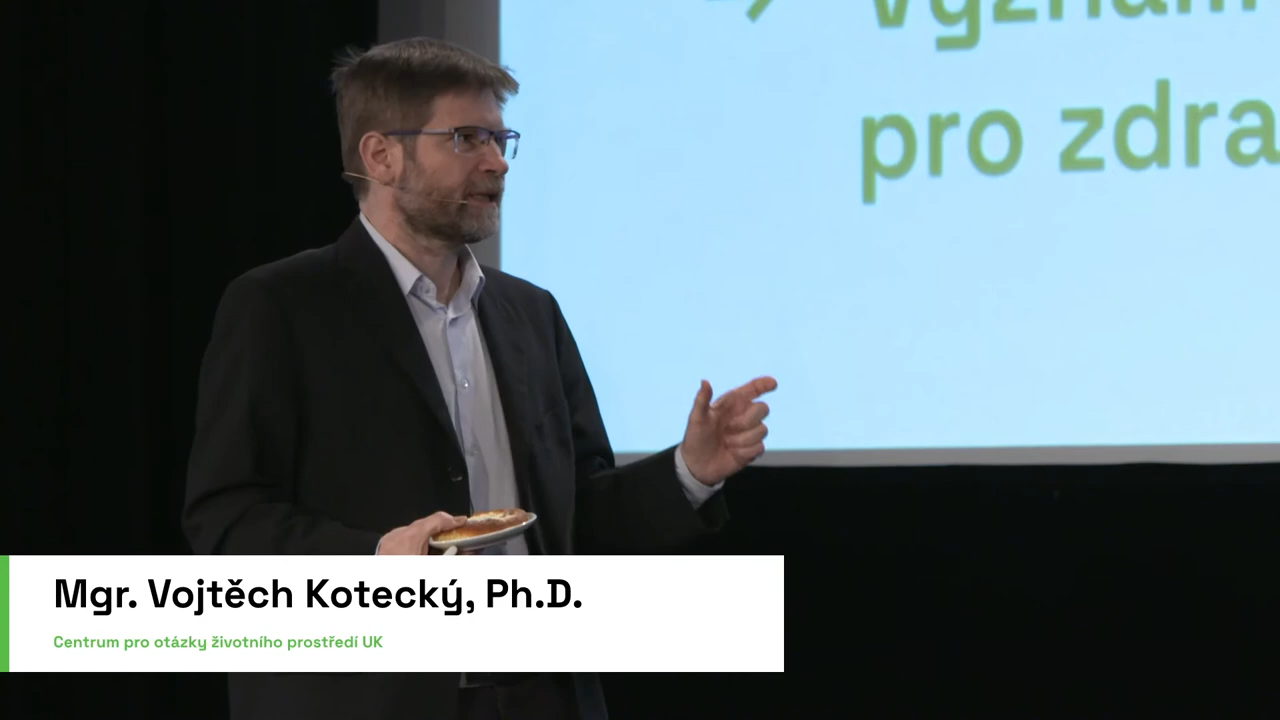 pro zdra
Mgr. Vojtěch Kotecký, Ph.D.
Centrum pro otázky životního prostředí UK